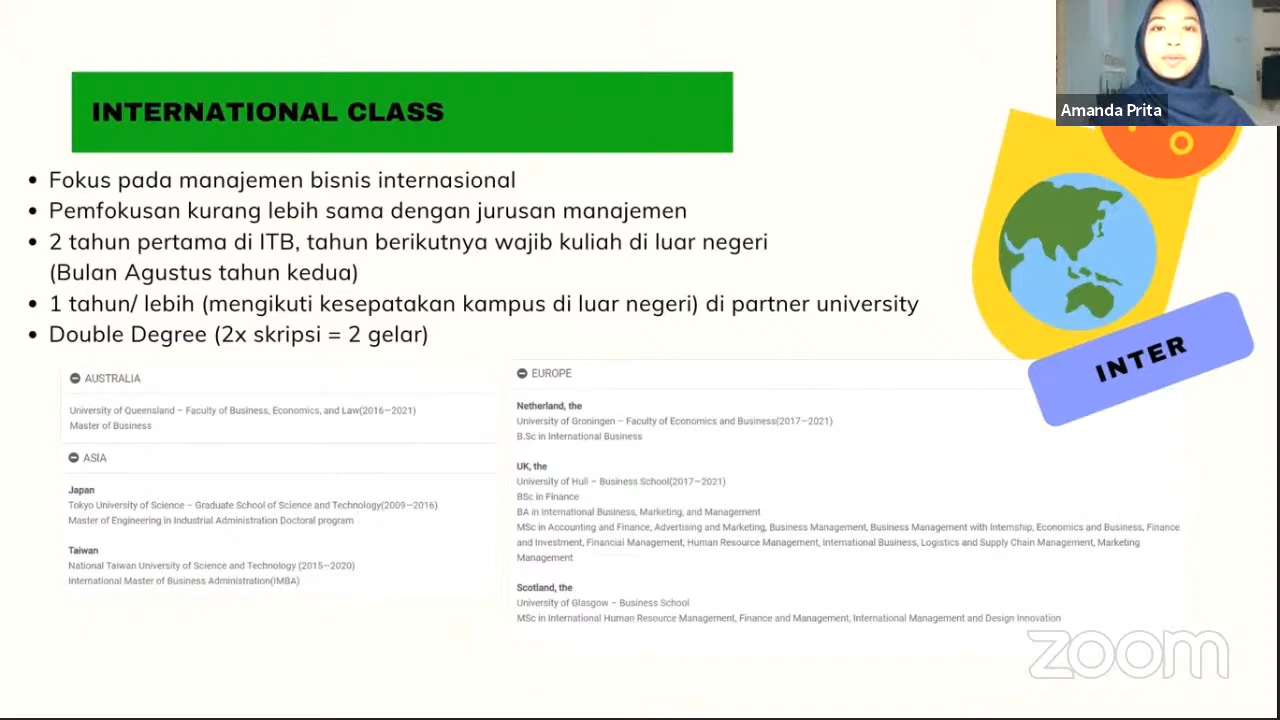 Amanda Prita
INTERNATIONAL CLASS
• Fokus pada manajemen bisnis internasional
• Pemfokusan kurang lebih sama dengan jurusan manajemen
• 2 tahun pertama di ITB, tahun berikutnya wajib kuliah di luar negeri
(Bulan Agustus tahun kedua)
• 1 tahun/ lebih (mengikuti kesepatakan kampus di luar negeri) di partner university
• Double Degree (2x skripsi = 2 gelar)
INTER
AUSTRALIA
University of Queensland – Faculty of Business, Economics, and Law(2016–2021)
Master of Business
ASIA
Japan
Tokyo University of Science – Graduate School of Science and Technology(2009–2016)
Master of Engineering in Industrial Administration Doctoral program
Taiwan
National Taiwan University of Science and Technology (2015–2020)
International Master of Business Administration(IMBA)
EUROPE
Netherland, the
University of Groningen – Faculty of Economics and Business(2017–2021)
B.Sc in International Business
UK, the
University of Hull – Business School(2017–2021)
BSc in Finance
BA in International Business, Marketing, and Management
MSc in Accounting and Finance, Advertising and Marketing, Business Management, Business Management with Internship, Economics and Business, Finance
and Investment, Financial Management, Human Resource Management, International Business, Logistics and Supply Chain Management, Marketing
Management
Scotland, the
University of Glasgow – Business School
MSc in International Human Resource Management, Finance and Management, International Management and Design Innovation
zoom